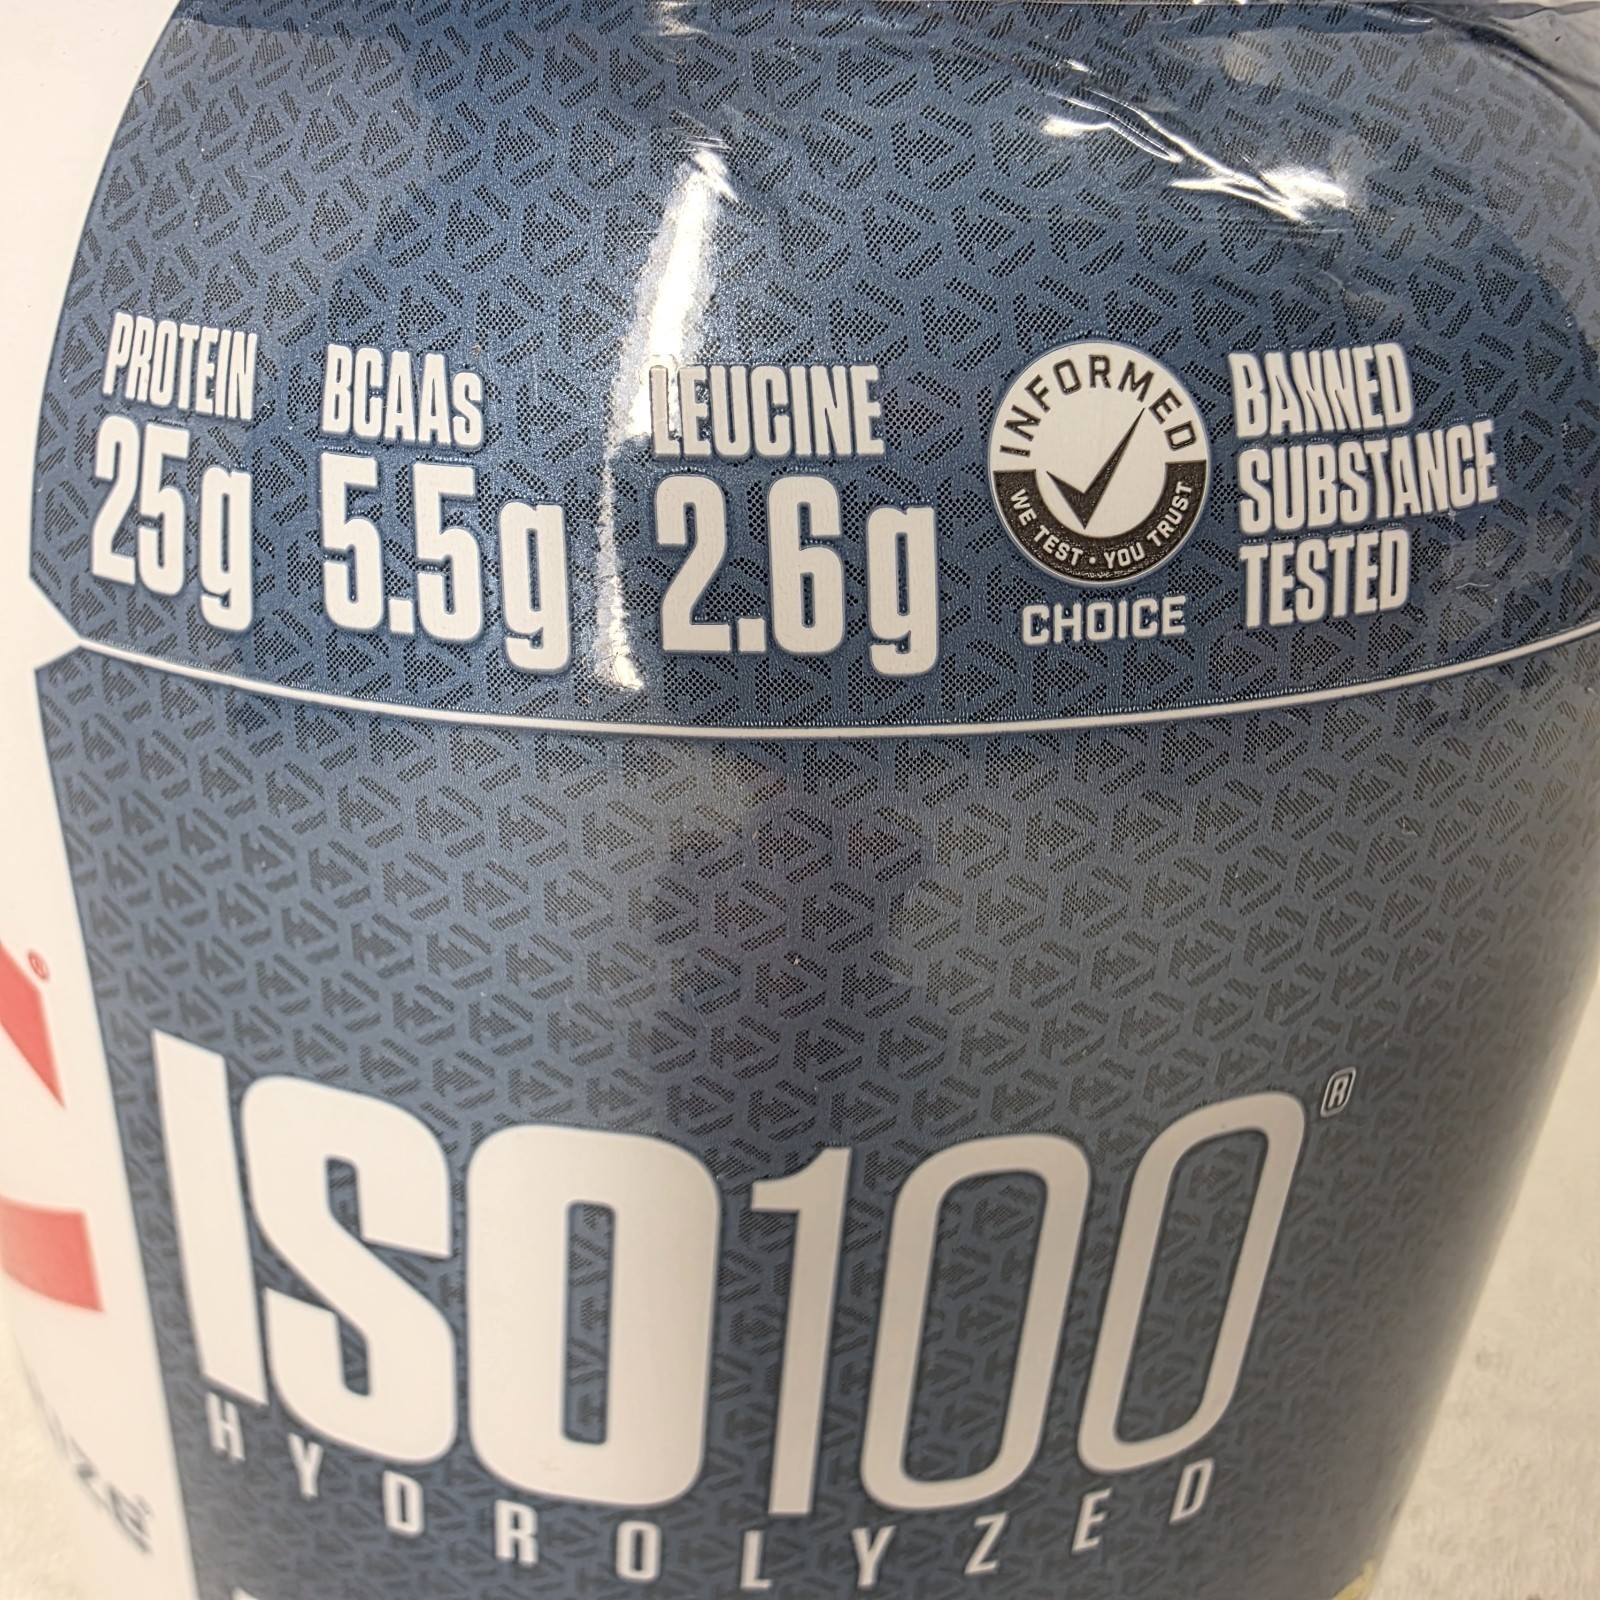 PROTEIN
25g
BCAAs
5.5g
LEUCINE
2.6g
INFORMED
WE TEST • YOU TRUST
CHOICE
BANNED
SUBSTANCE
TESTED
®
ISO100®
HYDROLYZED